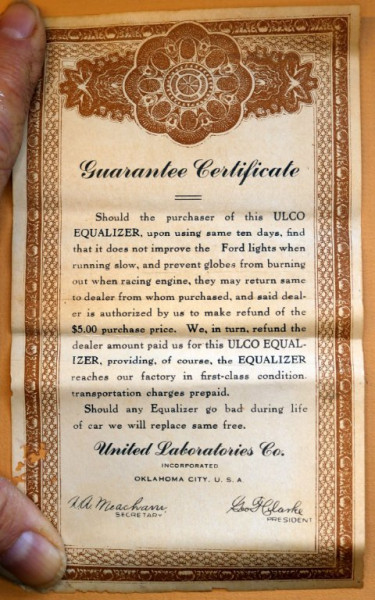 Guarantee Certificate
Should the purchaser of this ULCO
EQUALIZER, upon using same ten days, find
that it does not improve the Ford lights when
running slow, and prevent globes from burning
out when racing engine, they may return same
to dealer from whom purchased, and said deal-
er is authorized by us to make refund of the
$5.00 purchase price. We, in turn, refund the
dealer amount paid us for this ULCO EQUAL-
IZER, providing, of course, the EQUALIZER
reaches our factory in first-class condition
transportation charges prepaid.
Should any Equalizer go bad during life
of car we will replace same free.
United Laboratories Co.
INCORPORATED
OKLAHOMA CITY, U. S. A
V.A. Meacham Geo F Clarke
SECRETARY PRESIDENT